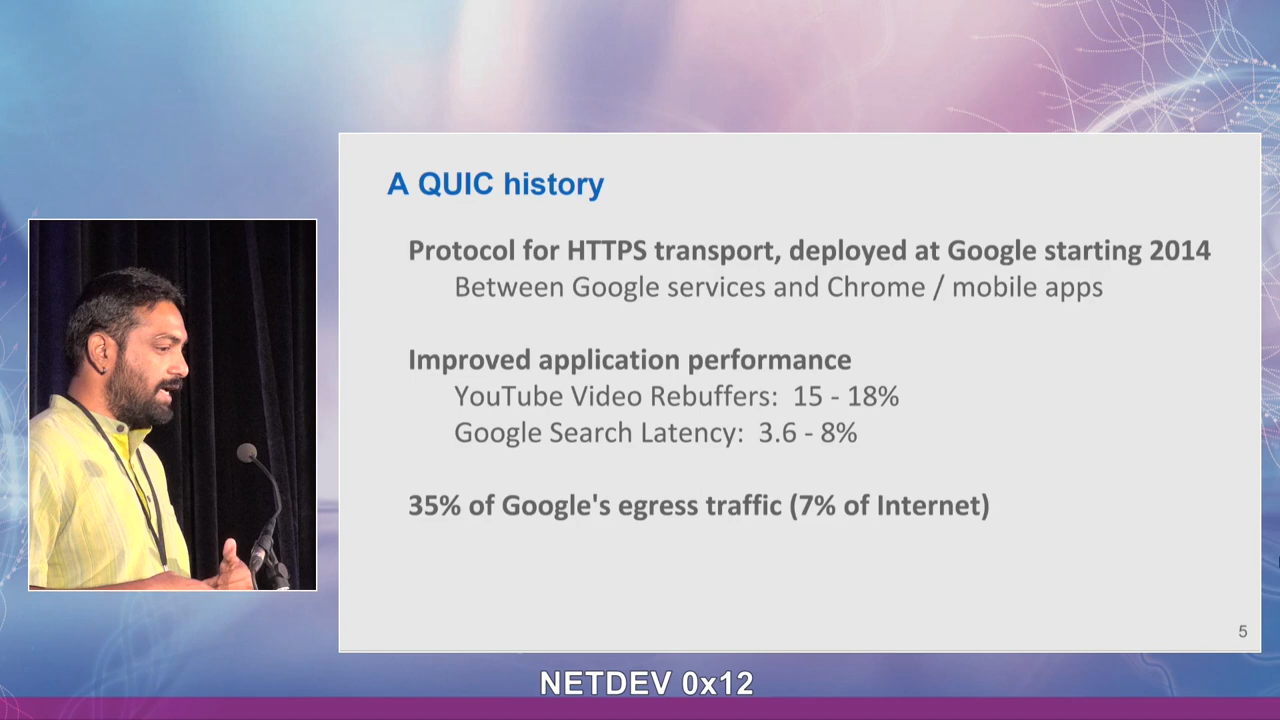 A QUIC history
Protocol for HTTPS transport, deployed at Google starting 2014
Between Google services and Chrome / mobile apps
Improved application performance
YouTube Video Rebuffers: 15 - 18%
Google Search Latency: 3.6 - 8%
35% of Google's egress traffic (7% of Internet)
5
NETDEV 0x12